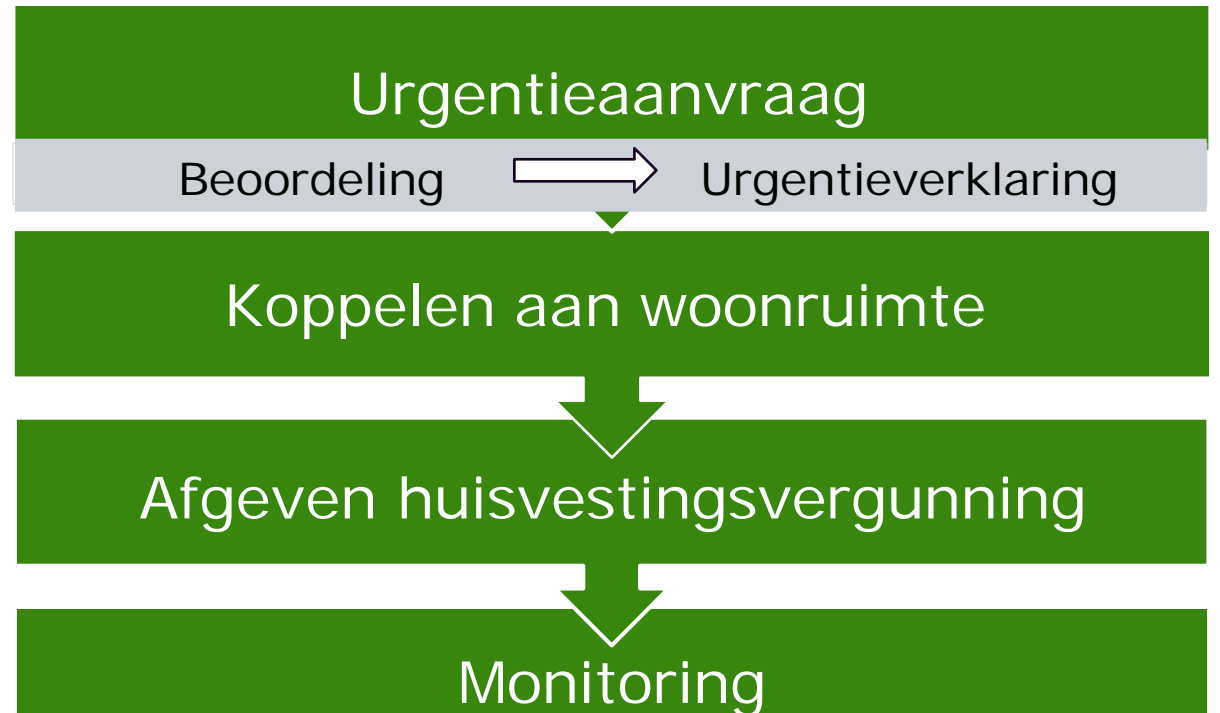 Urgentieaanvraag
Beoordeling Urgentieverklaring
Koppelen aan woonruimte
Afgeven huisvestingsvergunning
Monitoring